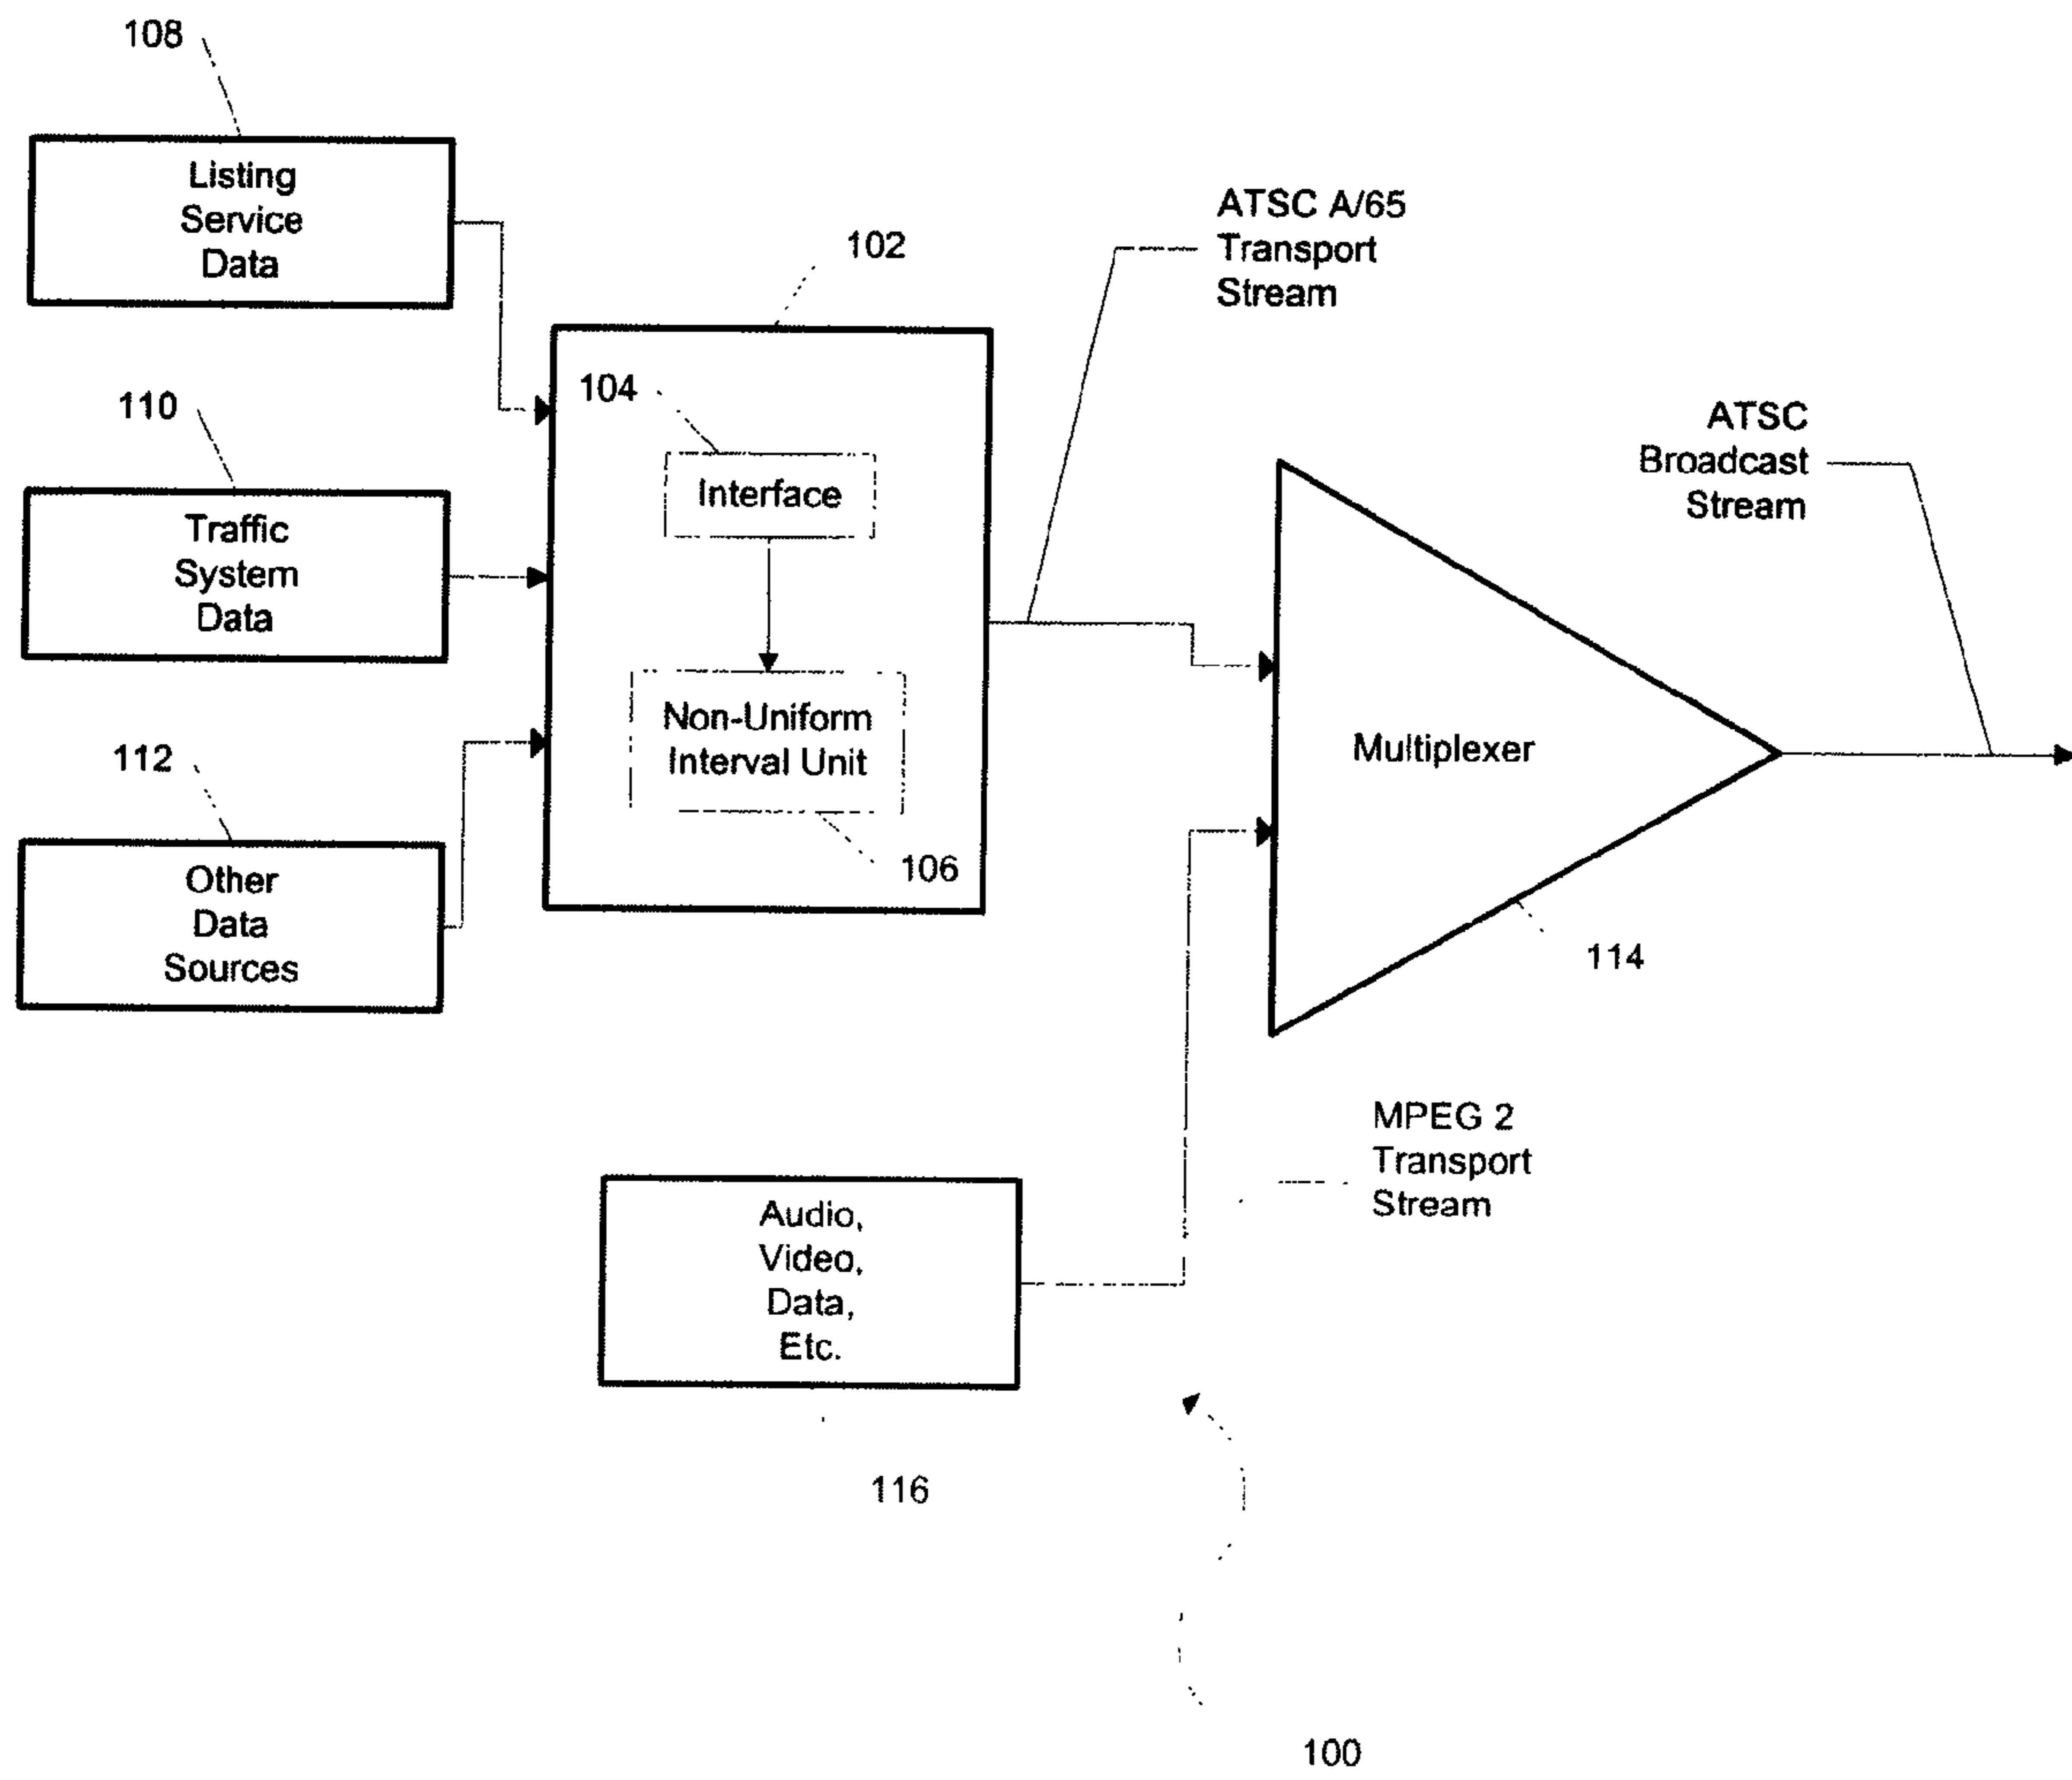 108
Listing
Service
Data
110
Traffic
System
Data
112
Other
Data
Sources
102
104
Interface
Non-Uniform
Interval Unit
106
ATSC A/65
Transport
Stream
ATSC
Broadcast
Stream
Multiplexer
114
MPEG 2
Transport
Stream
Audio,
Video,
Data,
Etc.
116
100